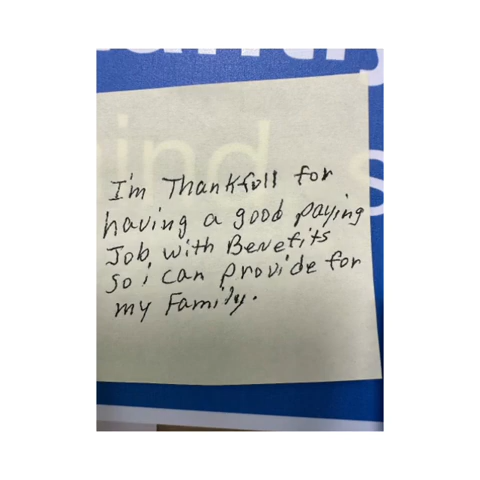 I'm Thankfull for
having a good paying
Job, with Benefits
so i can provide for
my Family.